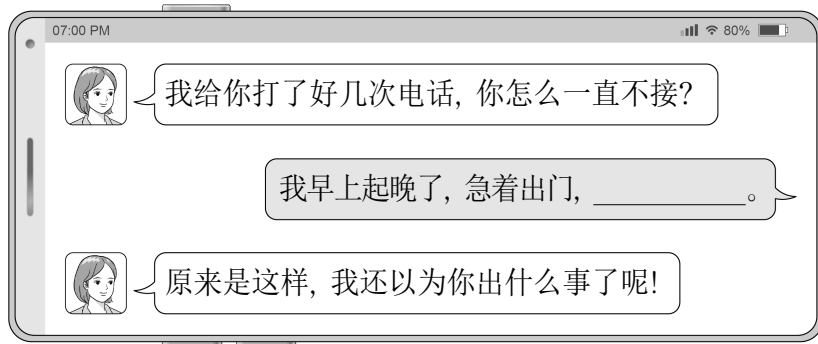 07:00 PM 80%
我给你打了好几次电话, 你怎么一直不接?
我早上起晚了, 急着出门, ___________。
原来是这样, 我还以为你出什么事了呢!